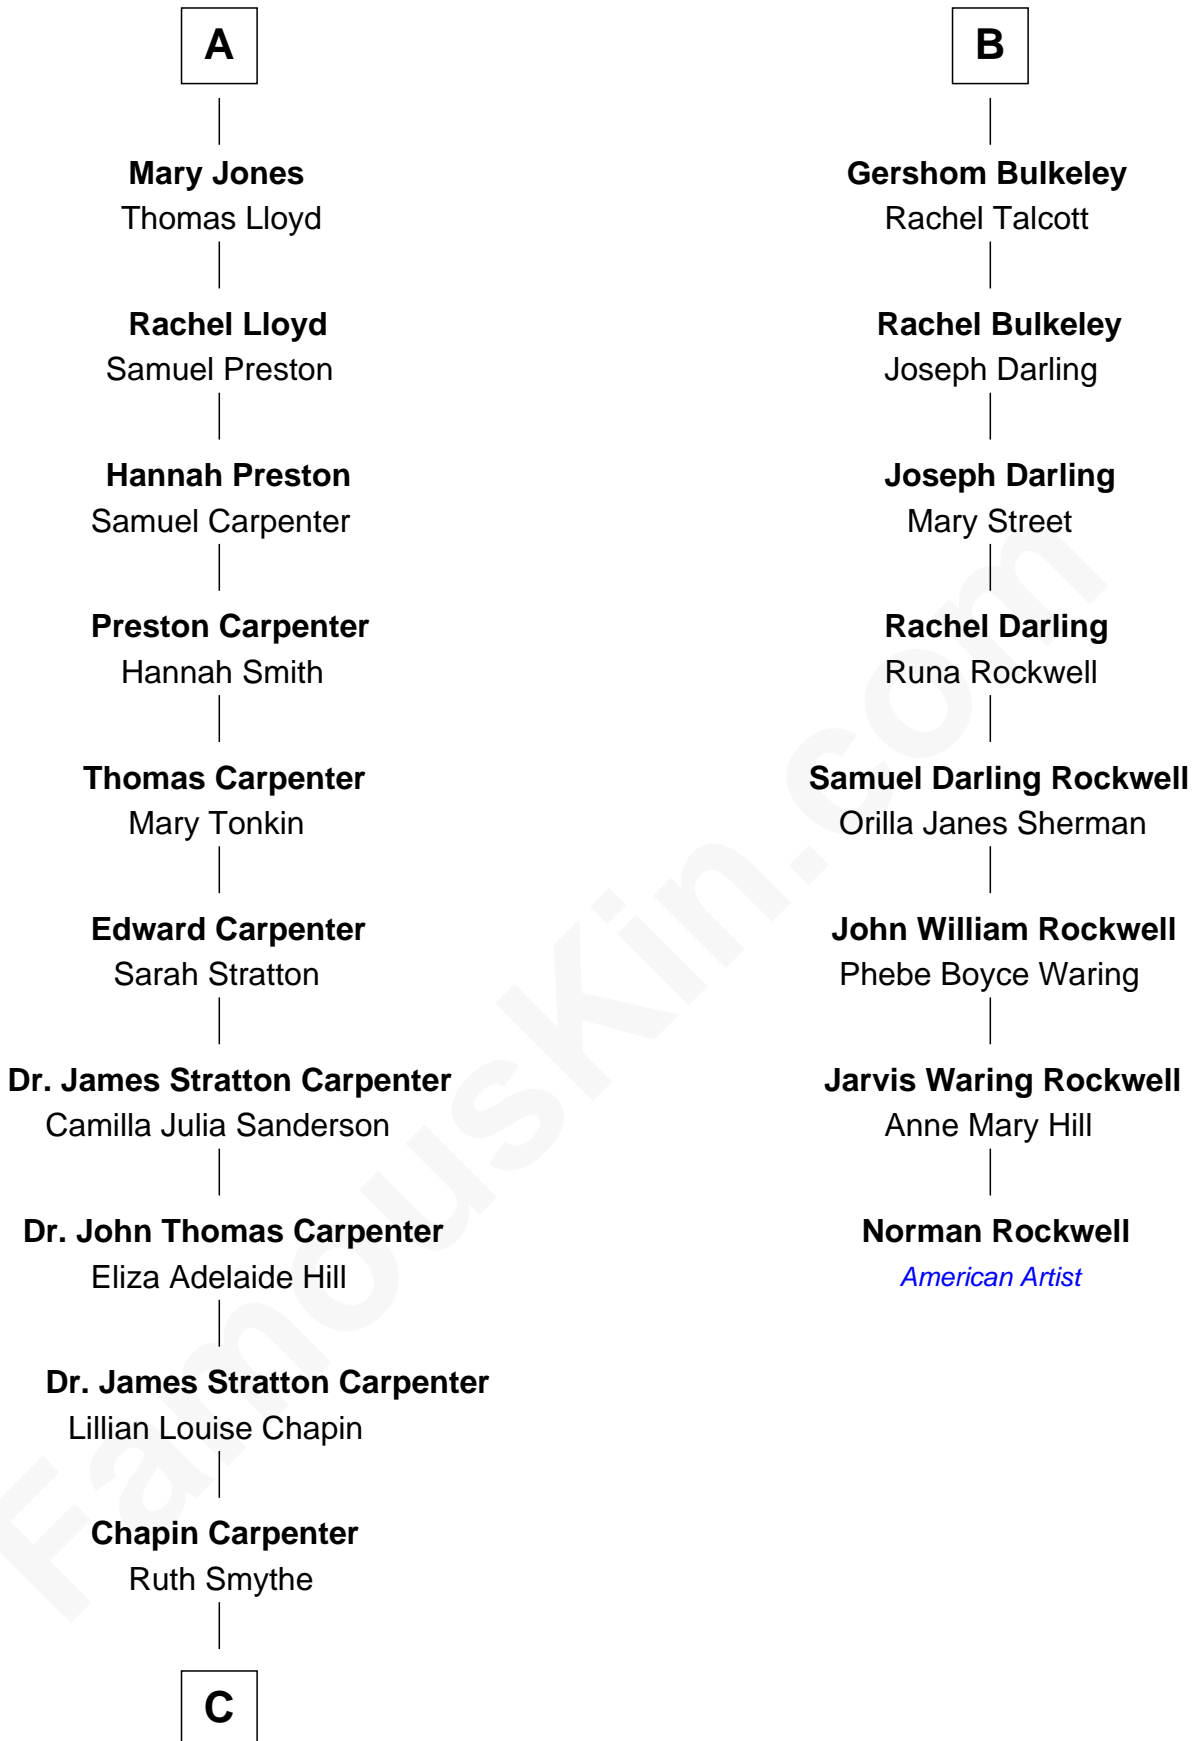 A
Mary Jones
Thomas Lloyd
Rachel Lloyd
Samuel Preston
Hannah Preston
Samuel Carpenter
Preston Carpenter
Hannah Smith
Thomas Carpenter
Mary Tonkin
Edward Carpenter
Sarah Stratton
Dr. James Stratton Carpenter
Camilla Julia Sanderson
Dr. John Thomas Carpenter
Eliza Adelaide Hill
Dr. James Stratton Carpenter
Lillian Louise Chapin
Chapin Carpenter
Ruth Smythe
C
B
Gershom Bulkeley
Rachel Talcott
Rachel Bulkeley
Joseph Darling
Joseph Darling
Mary Street
Rachel Darling
Runa Rockwell
Samuel Darling Rockwell
Orilla Janes Sherman
John William Rockwell
Phebe Boyce Waring
Jarvis Waring Rockwell
Anne Mary Hill
Norman Rockwell
American Artist
FamousKin.com